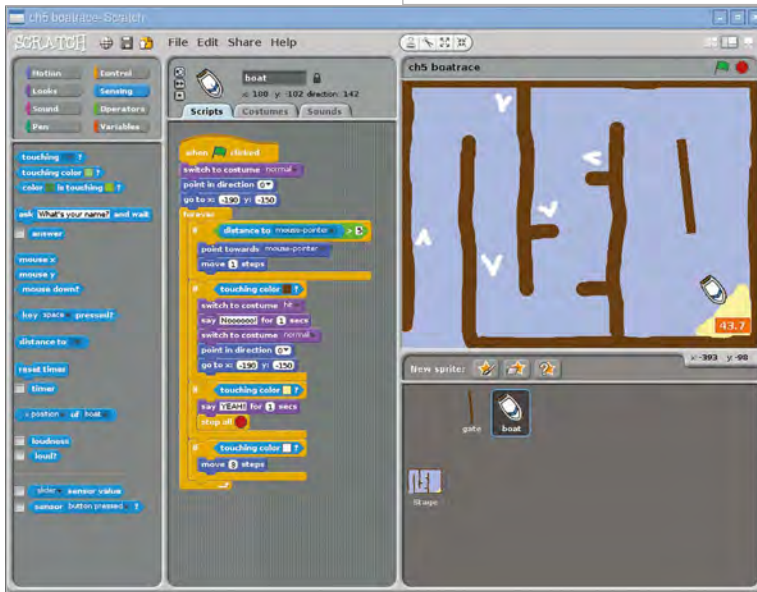 ch5 boatrace-Scratch
SCRATCH
File Edit Share Help
Motion
Control
Looks
Sensing
Sound
Operators
Pen
Variables
touching ?
touching color ?
color is touching ?
ask What's your name? and wait
answer
mouse x
mouse y
mouse down?
key space pressed?
distance to
reset timer
timer
x position of boat
loudness
loud?
slider sensor value
sensor button pressed ?
boat
x: 100 y: -102 direction: 142
Scripts
Costumes
Sounds
when clicked
switch to costume normal
point in direction 0
go to x: -190 y: -150
forever
if distance to mouse-pointer > 5
point towards mouse-pointer
move 1 steps
if touching color ?
switch to costume hit
say Noooooo! for 1 secs
switch to costume normal
point in direction 0
go to x: -190 y: -150
if touching color ?
say YEAH!! for 1 secs
stop all
if touching color ?
move steps
ch5 boatrace
43.7
x: -393 y: -98
New sprite:
gate
boat
Stage